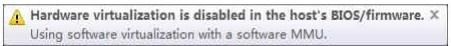 Hardware virtualization is disabled in the host's BIOS/firmware. X
Using software virtualization with a software MMU.